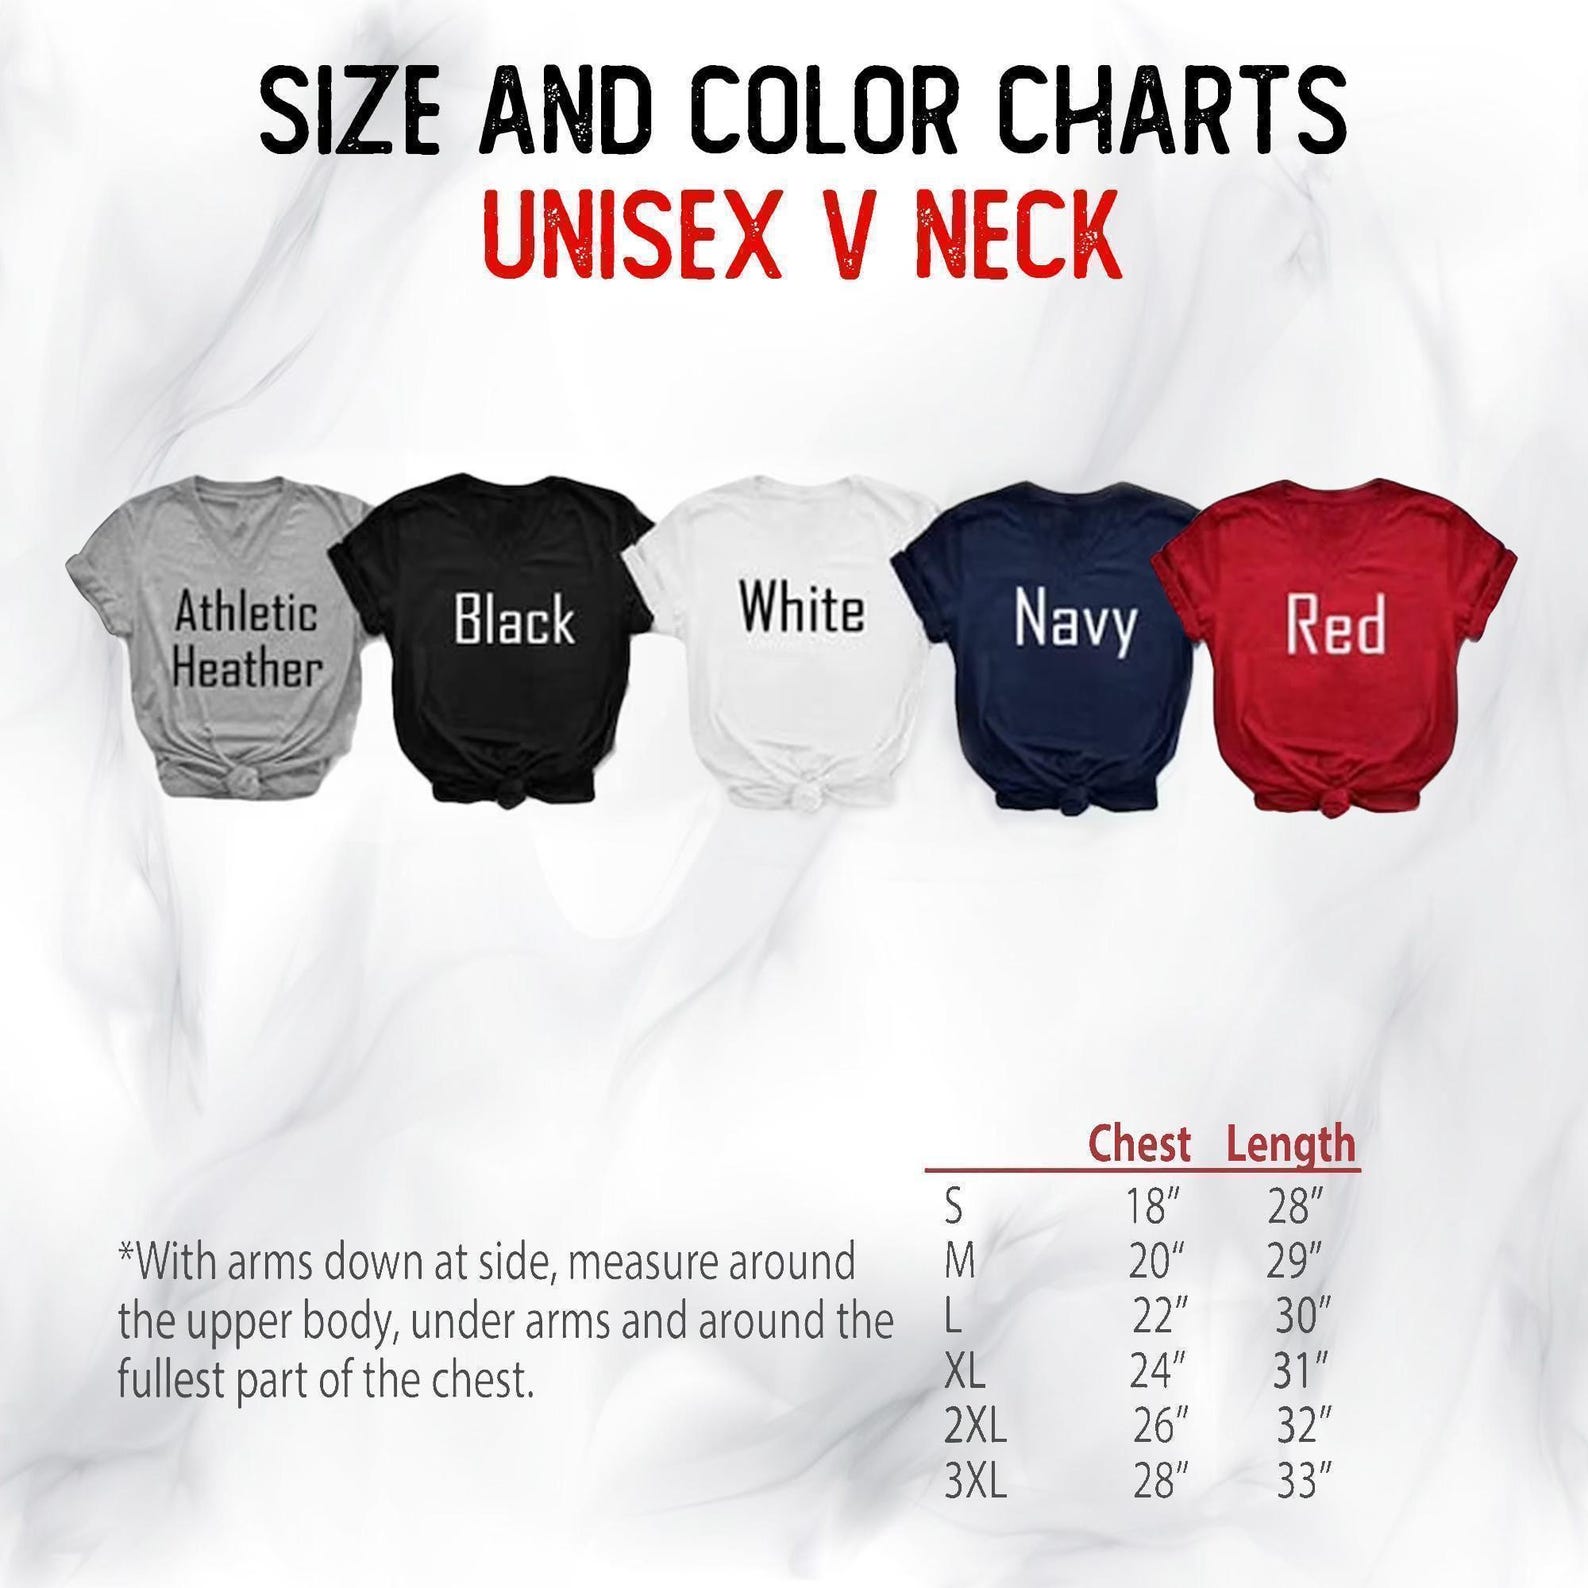 SIZE AND COLOR CHARTS
UNISEX V NECK
Athletic
Heather
Black
White
Navy
Red
Chest Length
S 18" 28"
M 20" 29"
L 22" 30"
XL 24" 31"
2XL 26" 32"
3XL 28" 33"
*With arms down at side, measure around
the upper body, under arms and around the
fullest part of the chest.